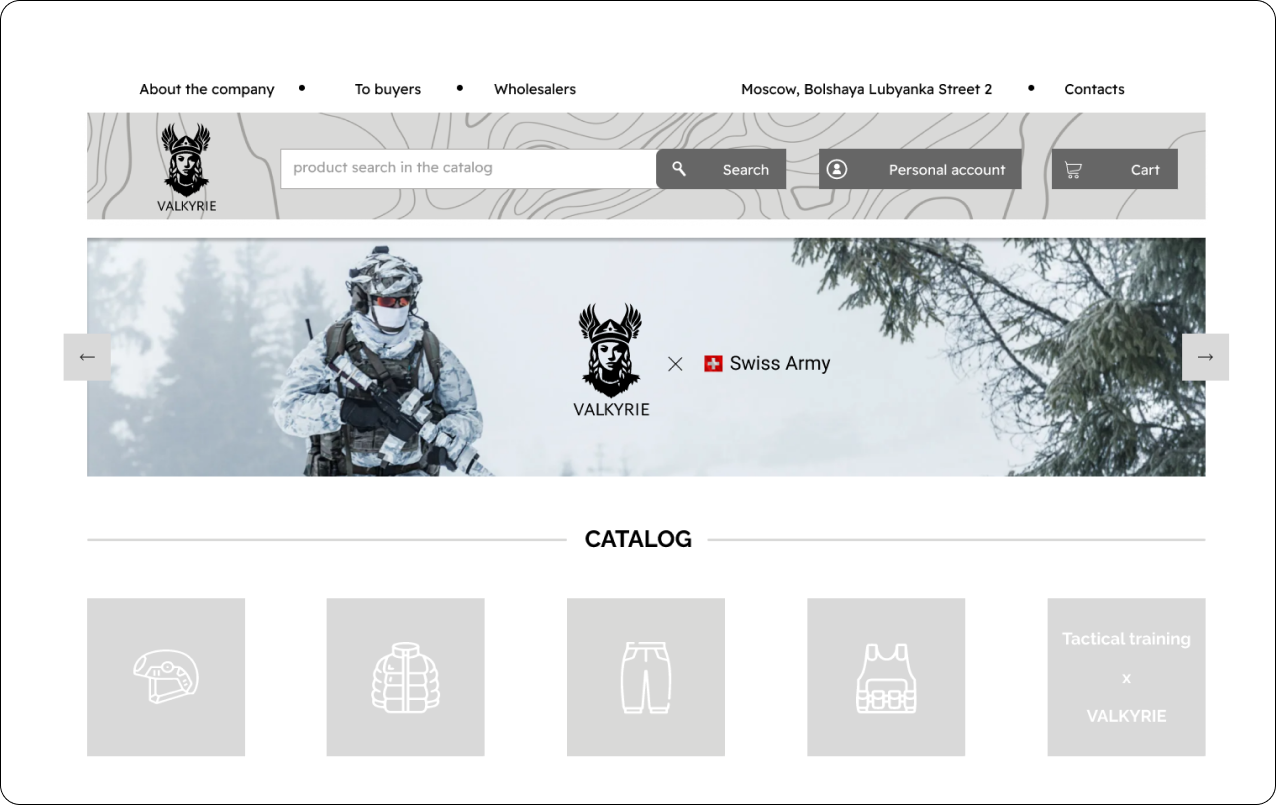 About the company • To buyers • Wholesalers Moscow, Bolshaya Lubyanka Street 2 • Contacts
VALKYRIE
product search in the catalog
Search
Personal account
Cart
VALKYRIE
Swiss Army
CATALOG
Tactical training
x
VALKYRIE